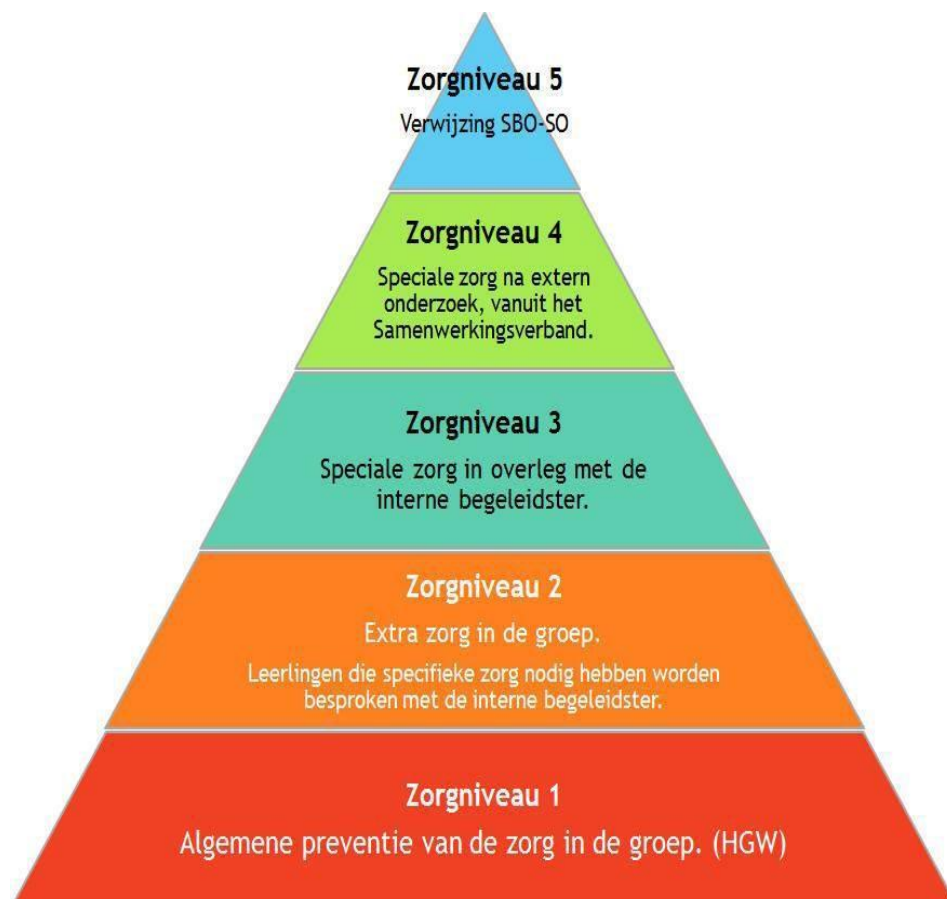 Zorgniveau 5
Verwijzing SBO-SO
Zorgniveau 4
Speciale zorg na extern
onderzoek, vanuit het
Samenwerkingsverband.
Zorgniveau 3
Speciale zorg in overleg met de
interne begeleidster.
Zorgniveau 2
Extra zorg in de groep.
Leerlingen die specifieke zorg nodig hebben worden
besproken met de interne begeleidster.
Zorgniveau 1
Algemene preventie van de zorg in de groep. (HGW)